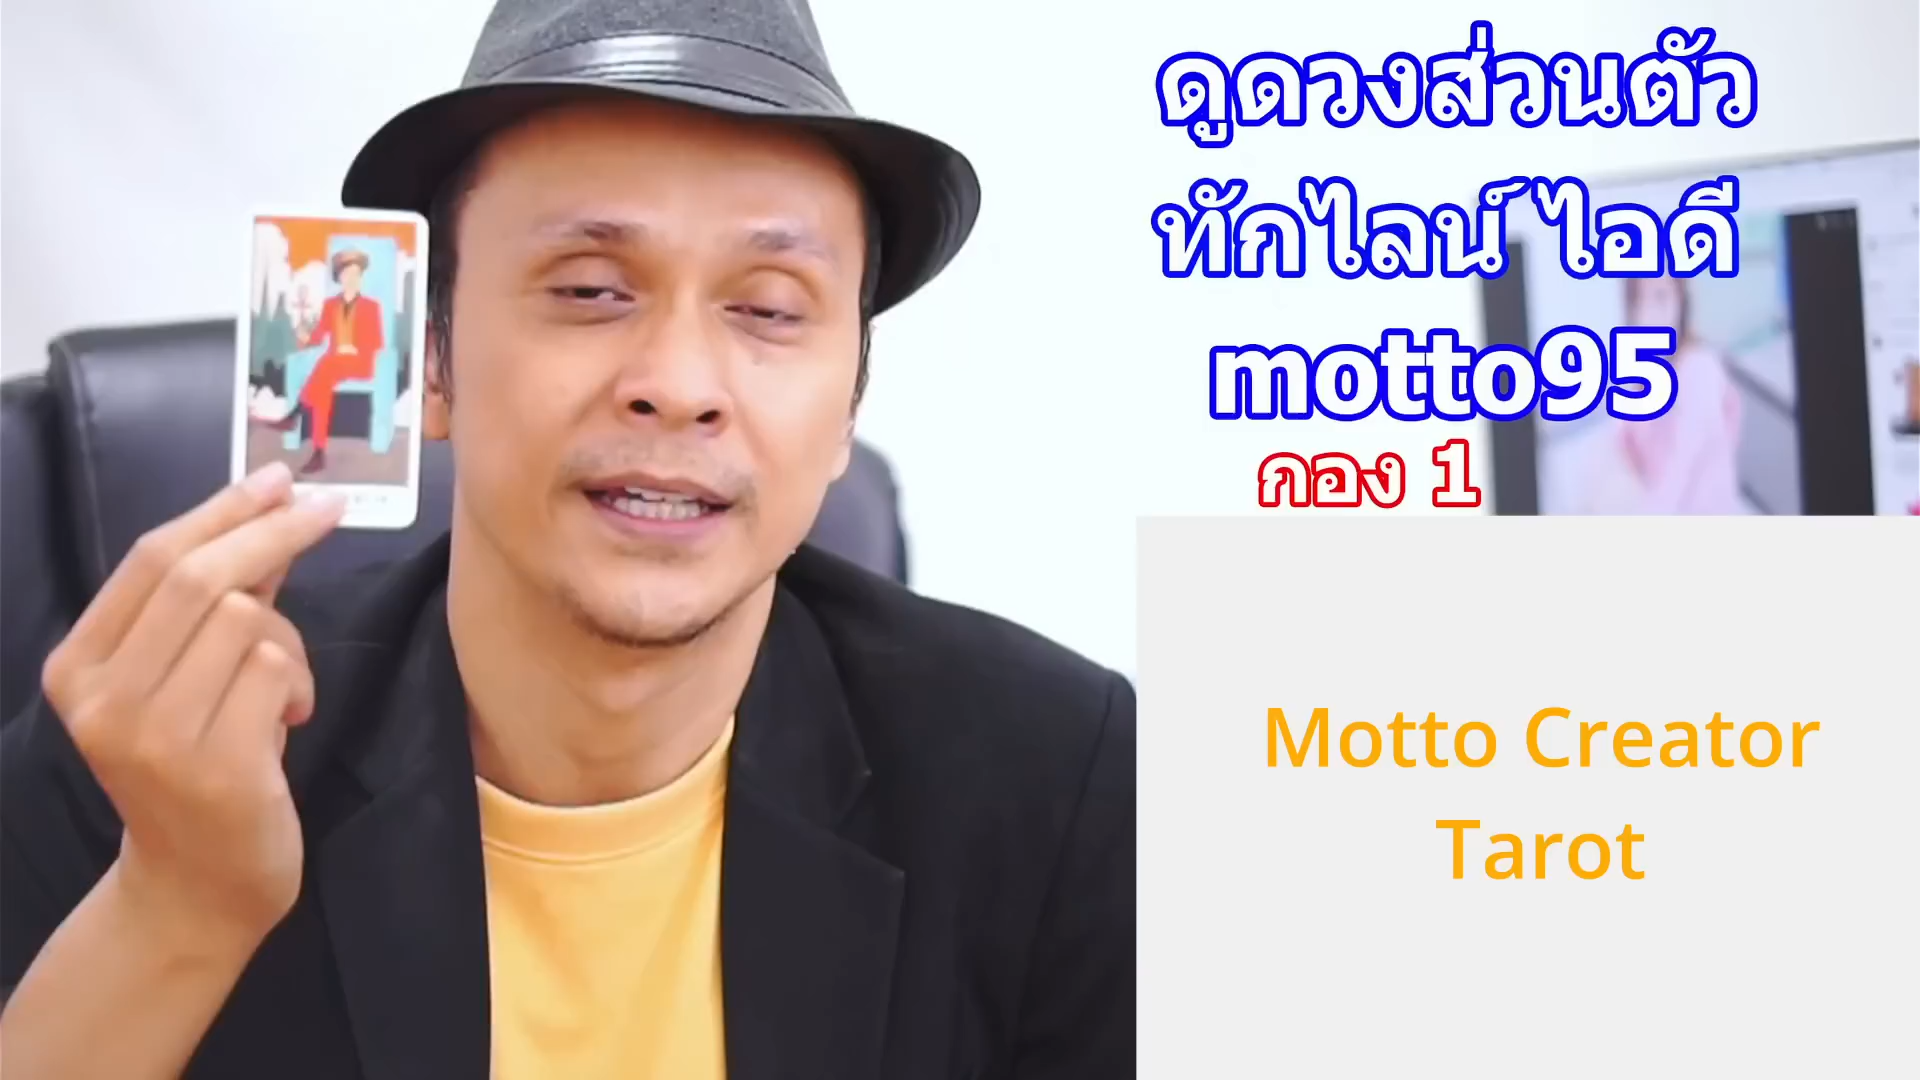 ดูดวงส่วนตัว
ทักไลน์ ไอดี
motto95
กอง 1
Motto Creator
Tarot